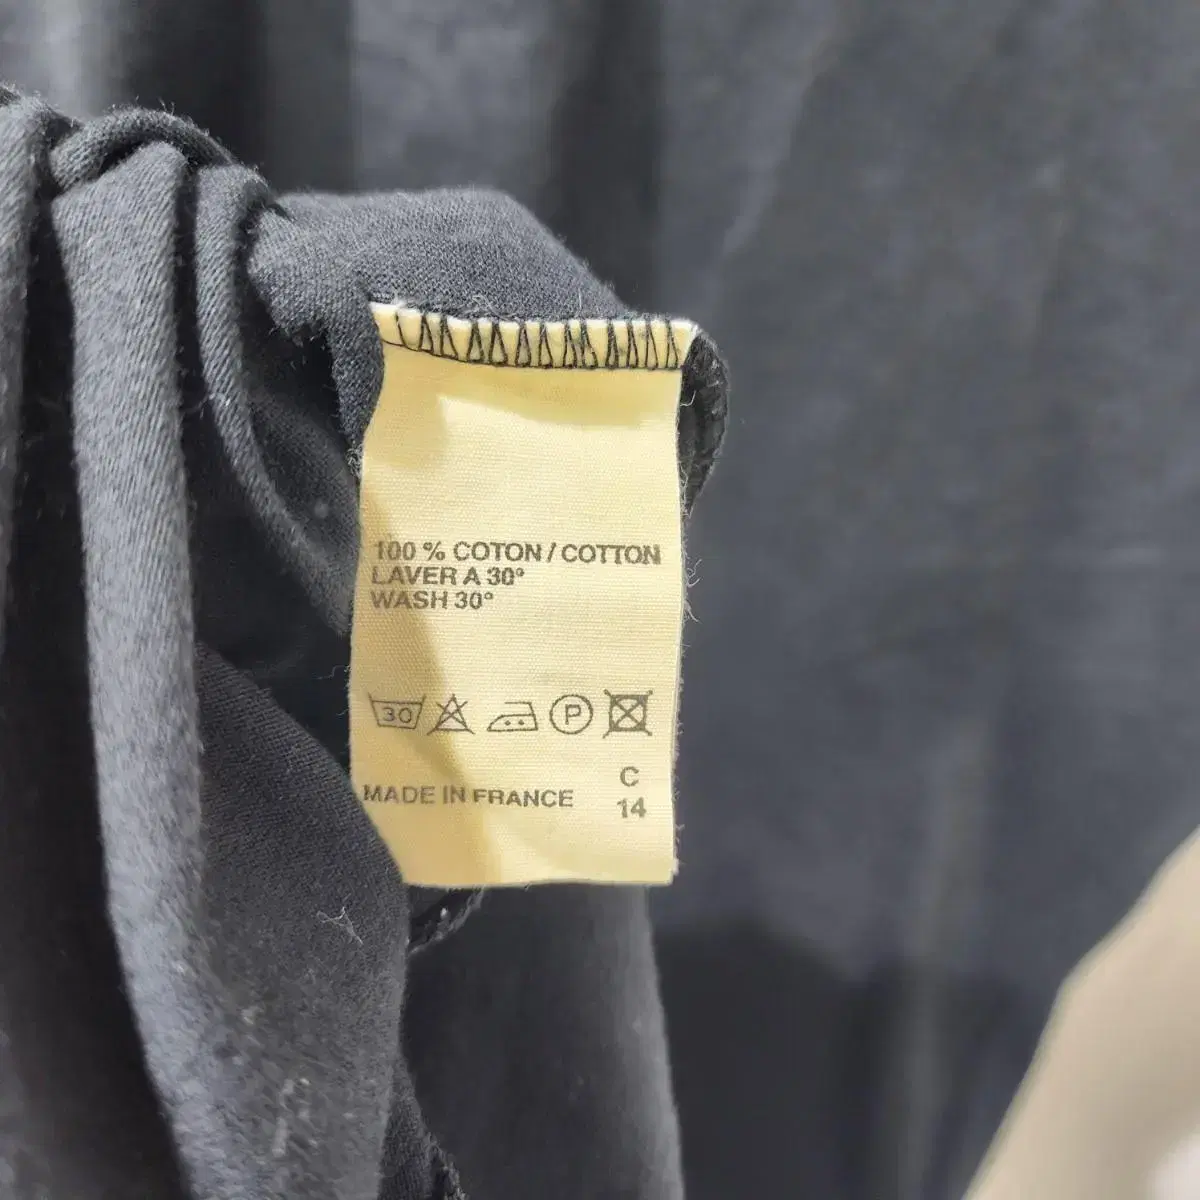 100 % COTON / COTTON
LAVER A 30°
WASH 30°
30 P
C
MADE IN FRANCE 14